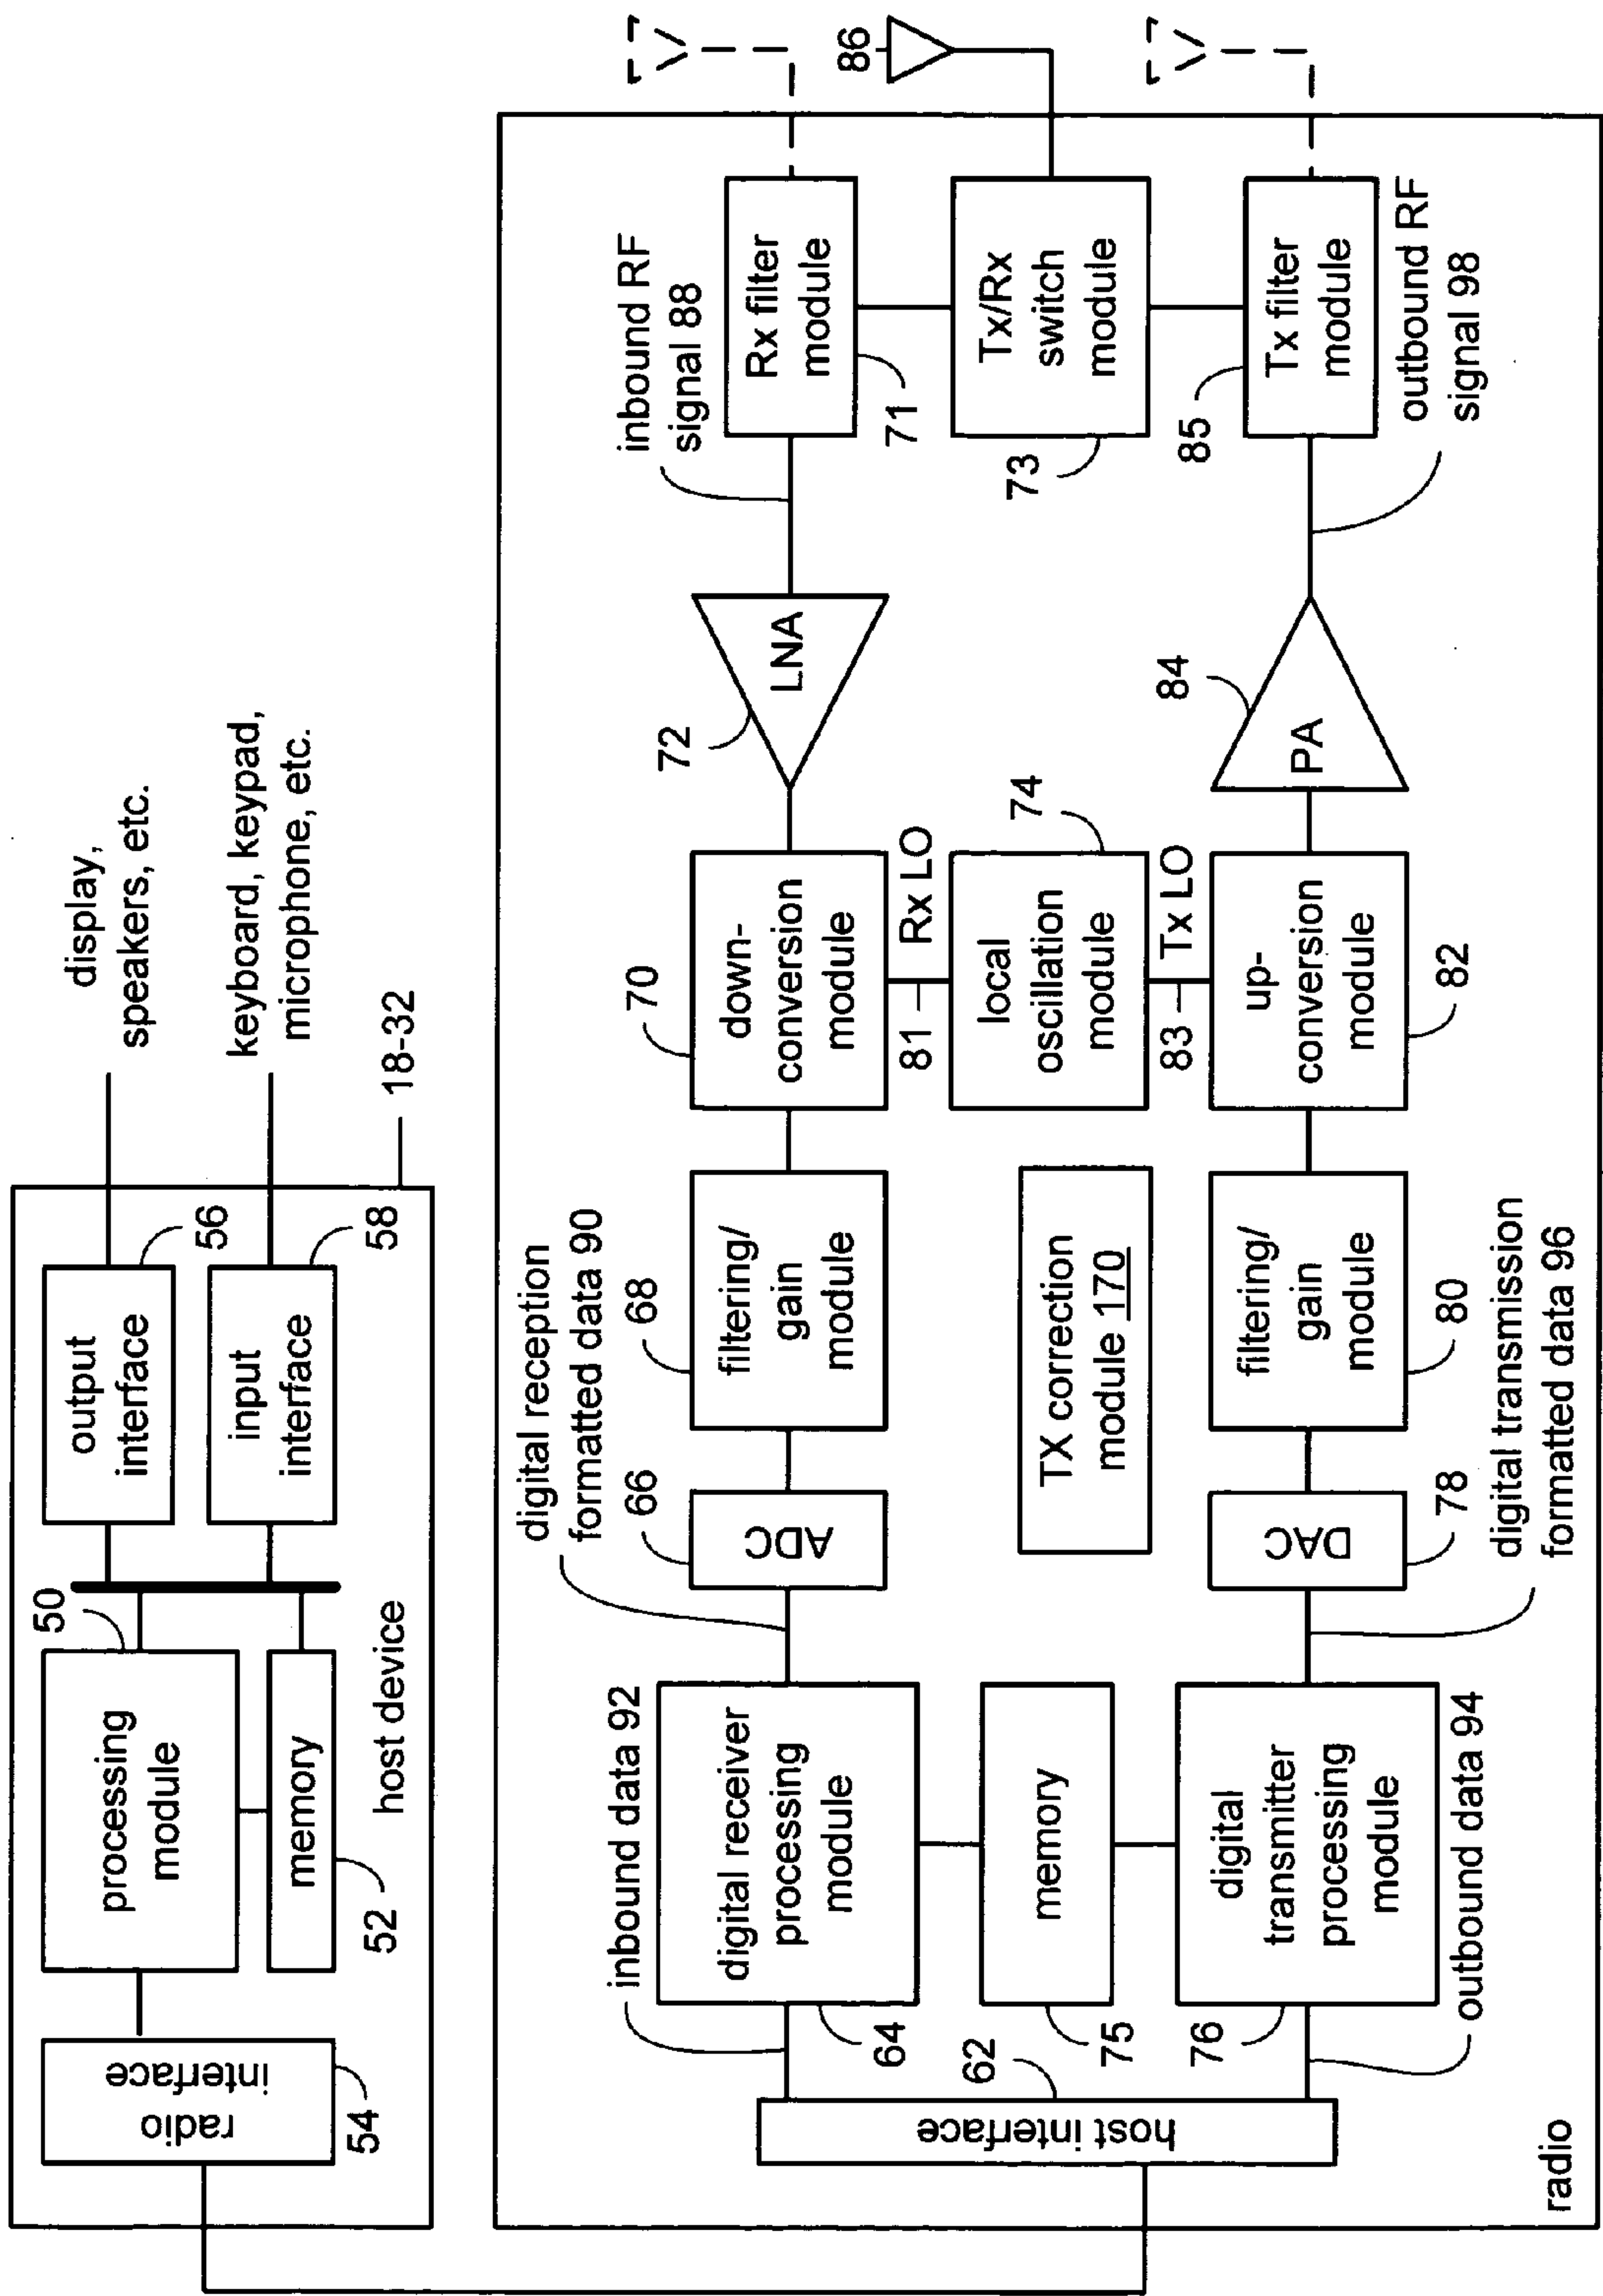 display,
speakers, etc.
keyboard, keypad,
microphone, etc.
18-32
output
interface
56
input
interface
58
50
processing
module
memory
52
host device
radio
interface
54
inbound RF
signal 88
Rx filter
module
71
86
Tx/Rx
switch
module
73
Tx filter
module
85
outbound RF
signal 98
LNA
72
PA
84
down-
conversion
module
70
81
Rx LO
local
oscillation
module
74
83
Tx LO
up-
conversion
module
82
filtering/
gain
module
68
TX correction
module 170
filtering/
gain
module
80
digital reception
formatted data 90
ADC
66
DAC
78
digital transmission
formatted data 96
inbound data 92
digital receiver
processing
module
64
memory
75
digital
transmitter
processing
module
76
outbound data 94
62
host interface
radio